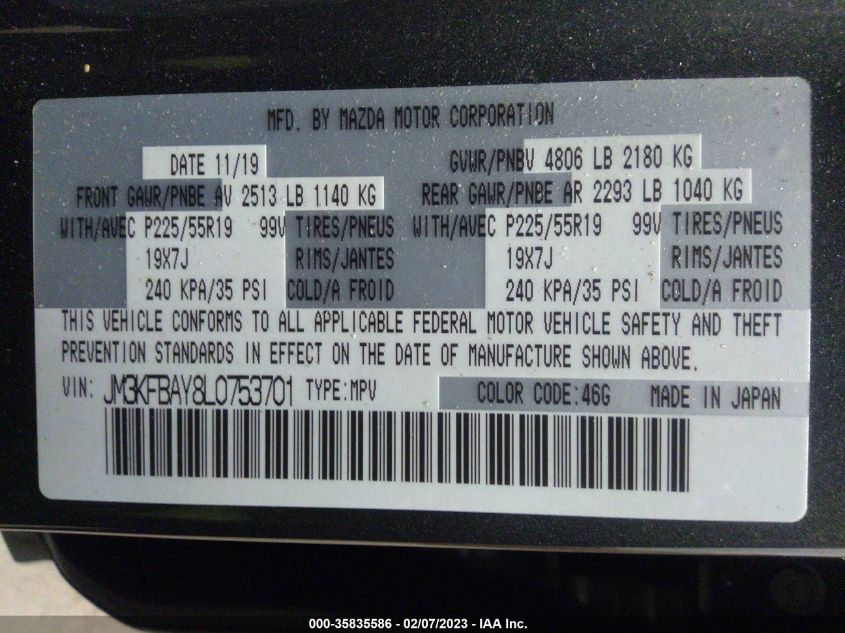 MFD. BY MAZDA MOTOR CORPORATION
DATE 11/19 GVWR/PNBV 4806 LB 2180 KG
FRONT GAWR/PNBE AV 2513 LB 1140 KG REAR GAWR/PNBE AR 2293 LB 1040 KG
WITH/AVEC P225/55R19 99V TIRES/PNEUS WITH/AVEC P225/55R19 99V TIRES/PNEUS
19X7J RIMS/JANTES 19X7J RIMS/JANTES
240 KPA/35 PSI COLD/A FROID 240 KPA/35 PSI COLD/A FROID
THIS VEHICLE CONFORMS TO ALL APPLICABLE FEDERAL MOTOR VEHICLE SAFETY AND THEFT
PREVENTION STANDARDS IN EFFECT ON THE DATE OF MANUFACTURE SHOWN ABOVE.
VIN: JM3KFBAY8L0753701 TYPE:MPV COLOR CODE:46G MADE IN JAPAN
000-35835586 - 02/07/2023 - IAA Inc.